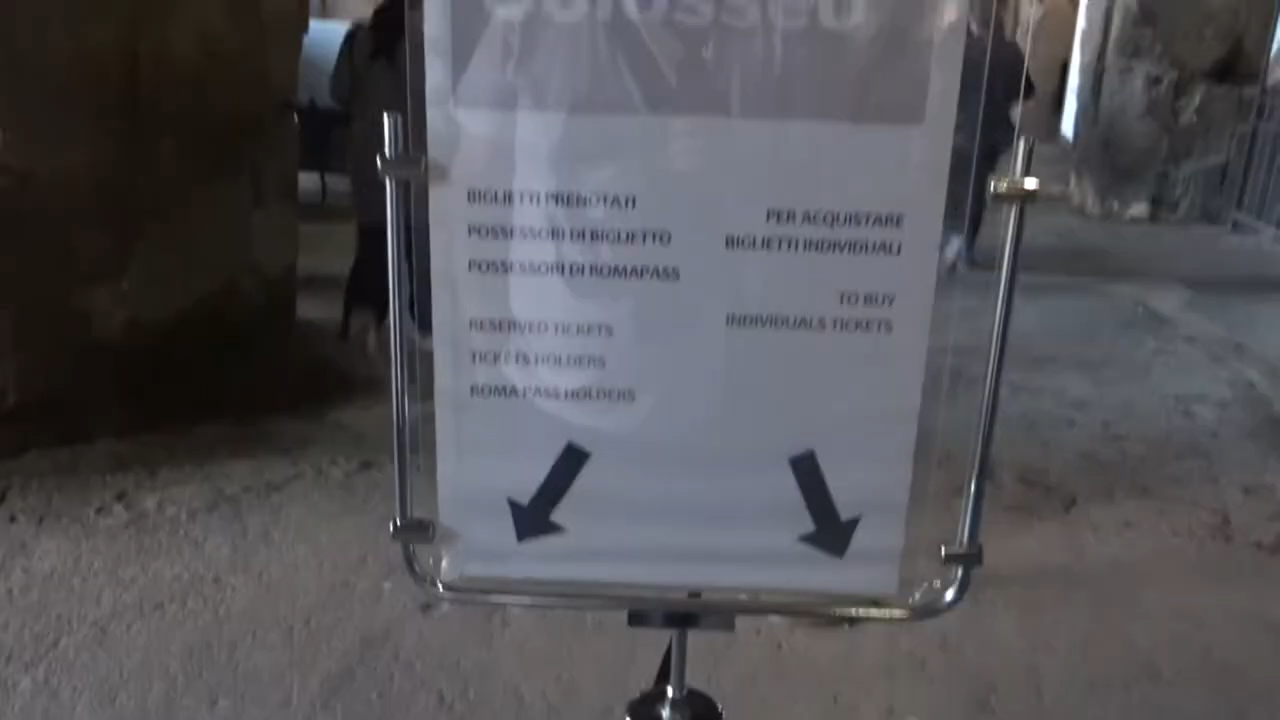 Colosseo
BIGLIETTI PRENOTATI
POSSESSORI DI BIGLIETTO
POSSESSORI DI ROMAPASS
RESERVED TICKETS
TICKETS HOLDERS
ROMA PASS HOLDERS
PER ACQUISTARE
BIGLIETTI INDIVIDUALI
TO BUY
INDIVIDUALS TICKETS